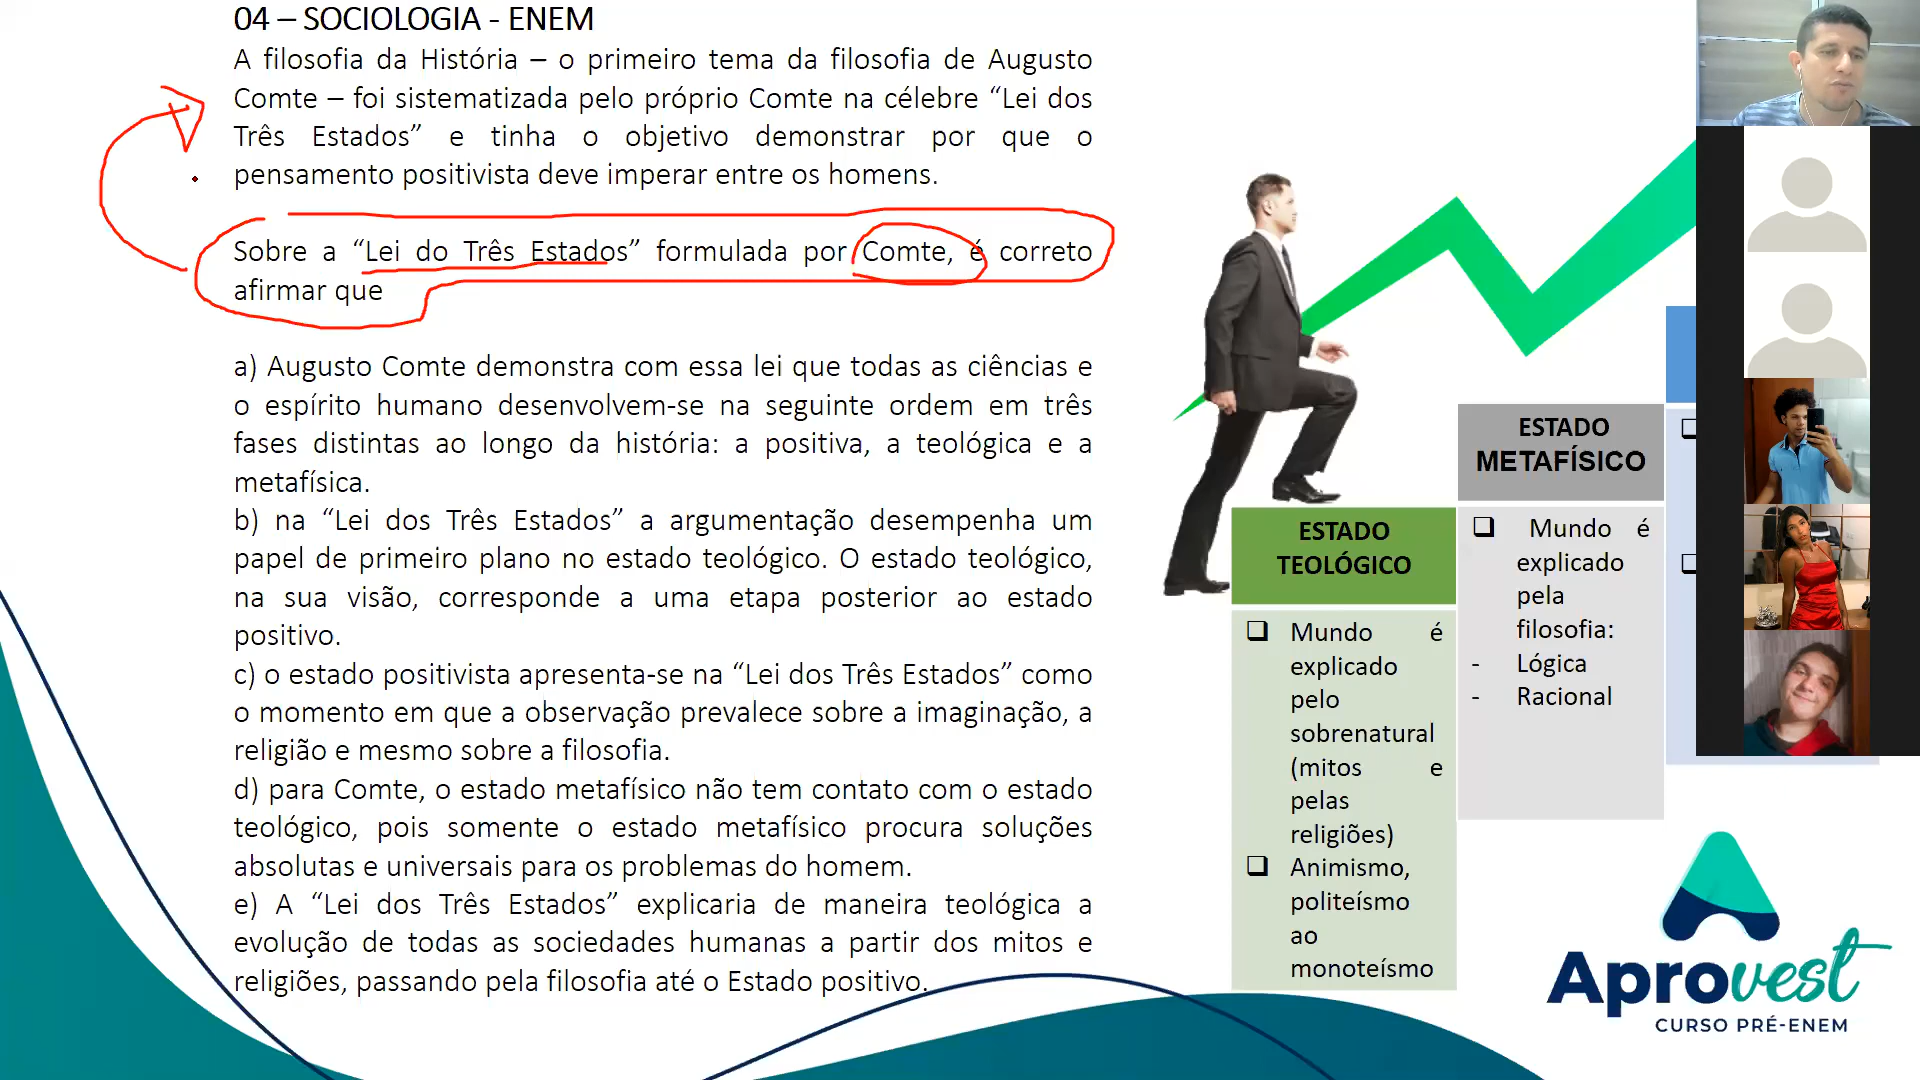 04 – SOCIOLOGIA - ENEM
A filosofia da História – o primeiro tema da filosofia de Augusto
Comte – foi sistematizada pelo próprio Comte na célebre “Lei dos
Três Estados” e tinha o objetivo demonstrar por que o
pensamento positivista deve imperar entre os homens.
Sobre a “Lei do Três Estados” formulada por Comte, é correto
afirmar que
a) Augusto Comte demonstra com essa lei que todas as ciências e
o espírito humano desenvolvem-se na seguinte ordem em três
fases distintas ao longo da história: a positiva, a teológica e a
metafísica.
b) na “Lei dos Três Estados” a argumentação desempenha um
papel de primeiro plano no estado teológico. O estado teológico,
na sua visão, corresponde a uma etapa posterior ao estado
positivo.
c) o estado positivista apresenta-se na “Lei dos Três Estados” como
o momento em que a observação prevalece sobre a imaginação, a
religião e mesmo sobre a filosofia.
d) para Comte, o estado metafísico não tem contato com o estado
teológico, pois somente o estado metafísico procura soluções
absolutas e universais para os problemas do homem.
e) A “Lei dos Três Estados” explicaria de maneira teológica a
evolução de todas as sociedades humanas a partir dos mitos e
religiões, passando pela filosofia até o Estado positivo.
ESTADO
TEOLÓGICO
❑ Mundo é
explicado
pelo
sobrenatural
(mitos e
pelas
religiões)
❑ Animismo,
politeísmo
ao
monoteísmo
ESTADO
METAFÍSICO
❑ Mundo é
explicado
pela
filosofia:
- Lógica
- Racional
Aprovest
CURSO PRÉ-ENEM